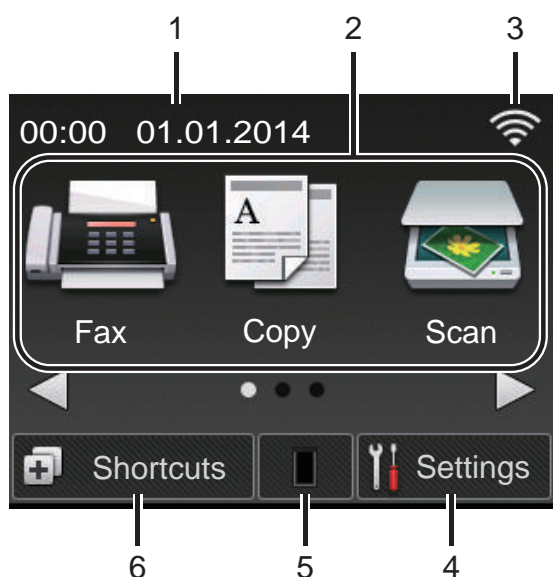 1 2 3
00:00 01.01.2014
A
Fax Copy Scan
Shortcuts Settings
6 5 4